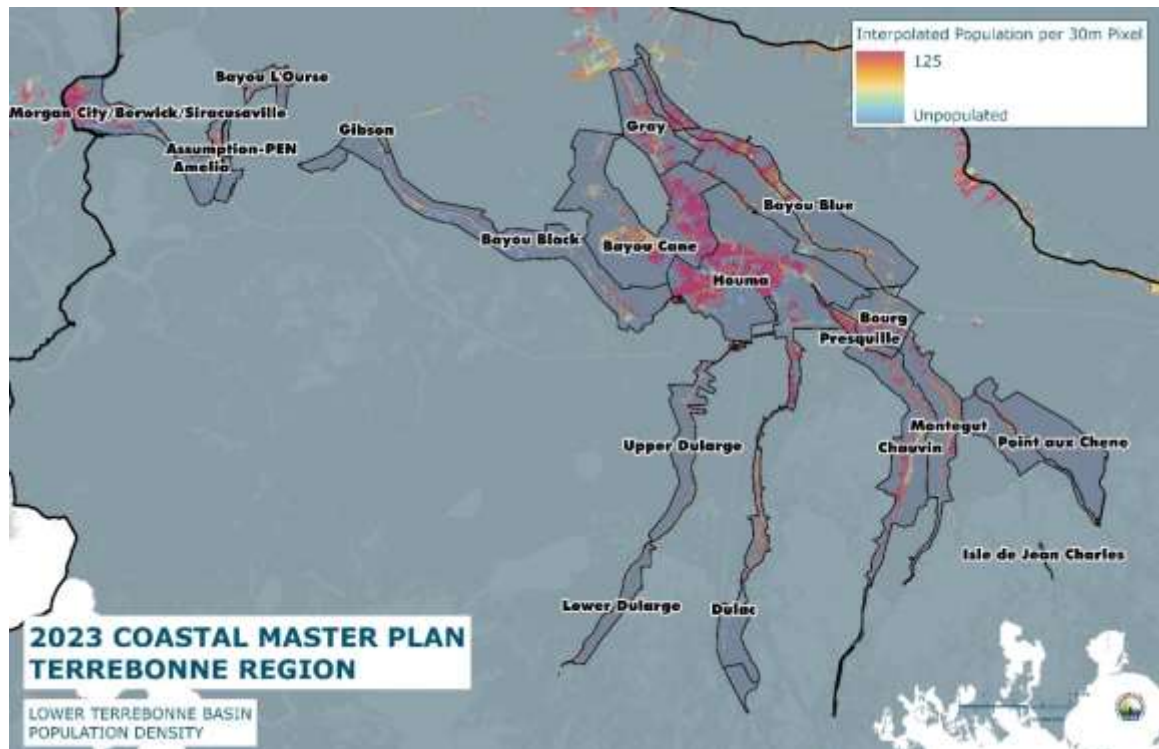 Interpolated Population per 30m Pixel
125
Unpopulated
Bayou L'Ourse
Morgan City/Berwick/Siracusaville
Gibson
Gray
Assumption-PEN
Amelia
Bayou Blue
Bayou Black
Bayou Cane
Houma
Bourg
Presquille
Montegut
Upper Dularge
Chauvin
Point aux Chene
Isle de Jean Charles
Lower Dularge
Dulac
2023 COASTAL MASTER PLAN
TERREBONNE REGION
LOWER TERREBONNE BASIN
POPULATION DENSITY